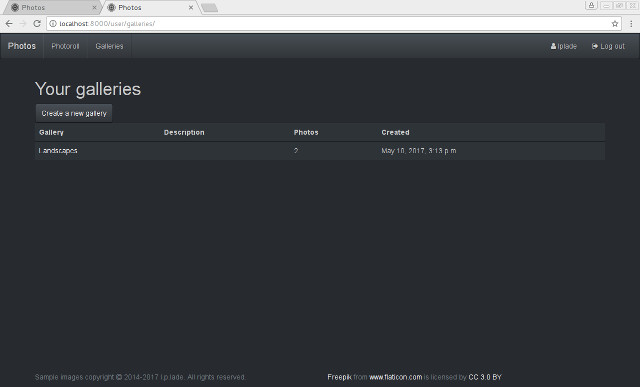 Photos
Photos
localhost:8000/user/galleries/
Photos Photoroll Galleries lplade Log out
Your galleries
Create a new gallery
Gallery Description Photos Created
Landscapes 2 May 10, 2017, 3:13 p.m.
Sample images copyright © 2014-2017 l.p.lade. All rights reserved. Freepik from www.flaticon.com is licensed by CC 3.0 BY